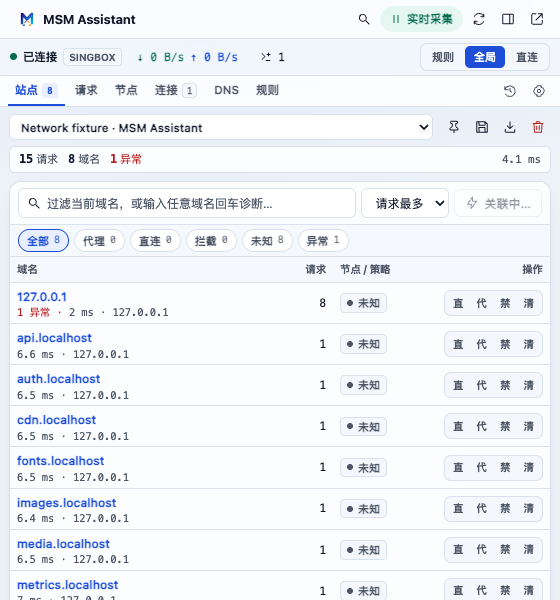 MSM Assistant 实时采集
已连接 SINGBOX ↓ 0 B/s ↑ 0 B/s 1 规则 全局 直连
站点 8 请求 节点 连接 1 DNS 规则
Network fixture · MSM Assistant
15 请求 8 域名 1 异常 4.1 ms
过滤当前域名，或输入任意域名回车诊断... 请求最多 关联中...
全部 8 代理 0 直连 0 拦截 0 未知 8 异常 1
域名 请求 节点 / 策略 操作
127.0.0.1 8 未知 直 代 禁 清
1 异常 · 2 ms · 127.0.0.1
api.localhost 1 未知 直 代 禁 清
6.6 ms · 127.0.0.1
auth.localhost 1 未知 直 代 禁 清
6.5 ms · 127.0.0.1
cdn.localhost 1 未知 直 代 禁 清
6.5 ms · 127.0.0.1
fonts.localhost 1 未知 直 代 禁 清
6.5 ms · 127.0.0.1
images.localhost 1 未知 直 代 禁 清
6.4 ms · 127.0.0.1
media.localhost 1 未知 直 代 禁 清
6.5 ms · 127.0.0.1
metrics.localhost 1 未知 直 代 禁 清
7 ms · 127.0.0.1